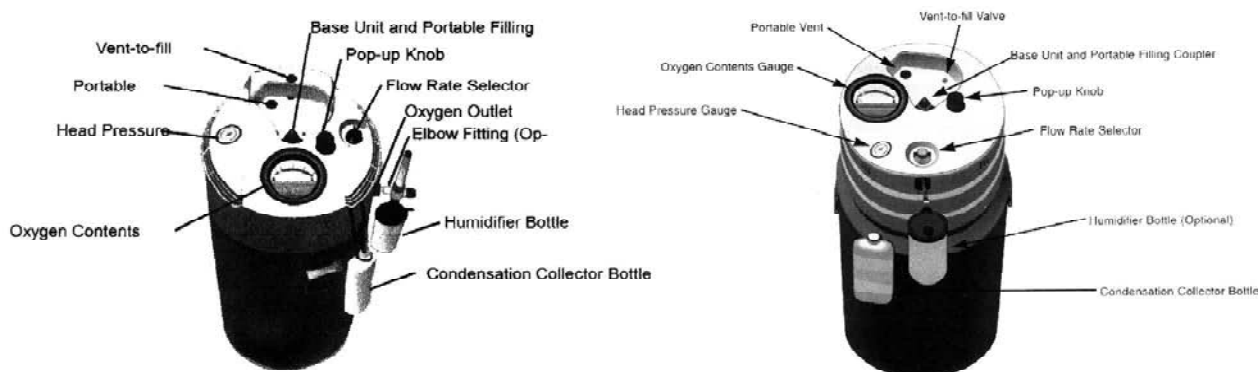 Base Unit and Portable Filling
Vent-to-fill
Pop-up Knob
Portable
Flow Rate Selector
Oxygen Outlet
Head Pressure
Elbow Fitting (Op-
Oxygen Contents
Humidifier Bottle
Condensation Collector Bottle
Vent-to-fill Valve
Portable Vent
Base Unit and Portable Filling Coupler
Oxygen Contents Gauge
Pop-up Knob
Head Pressure Gauge
Flow Rate Selector
Humidifier Bottle (Optional)
Condensation Collector Bottle